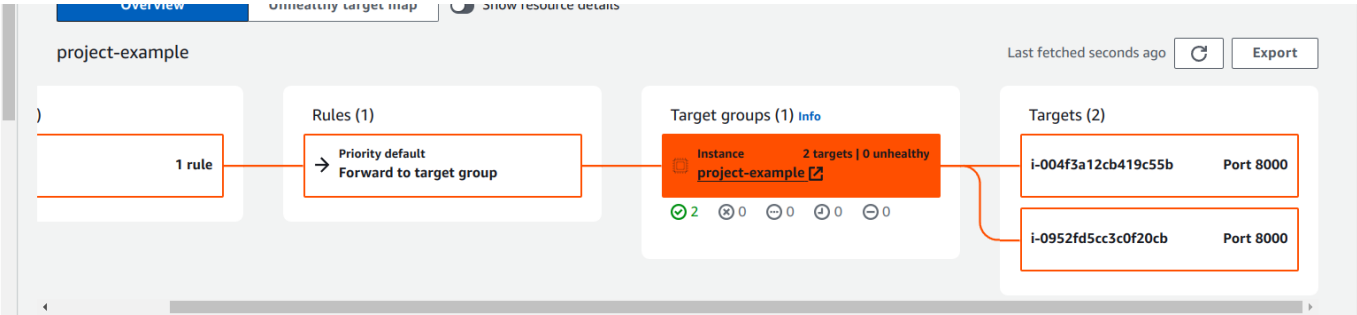 Overview
Unhealthy target map
Show resource details
project-example
Last fetched seconds ago
Export
)
1 rule
Rules (1)
Priority default
Forward to target group
Target groups (1) Info
Instance 2 targets | 0 unhealthy
project-example
2 0 0 0 0
Targets (2)
i-004f3a12cb419c55b Port 8000
i-0952fd5cc3c0f20cb Port 8000